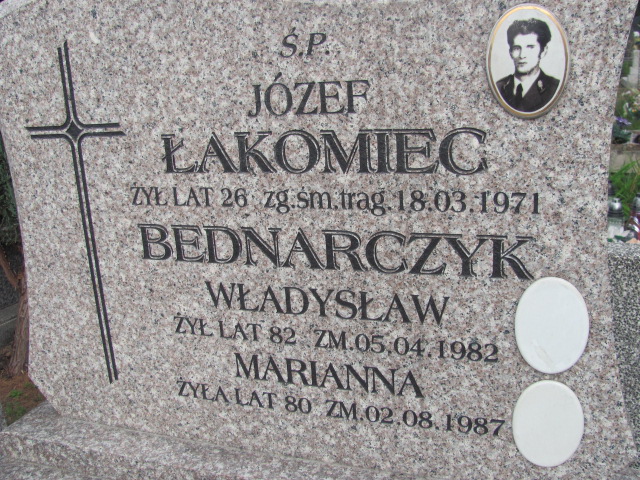 Ś.P.
JÓZEF
ŁAKOMIEC
ŻYŁ LAT 26 zg.śm.trag.18.03.1971
BEDNARCZYK
WŁADYSŁAW
ŻYŁ LAT 82 ZM.05.04.1982
MARIANNA
ŻYŁA LAT 80 ZM.02.08.1987